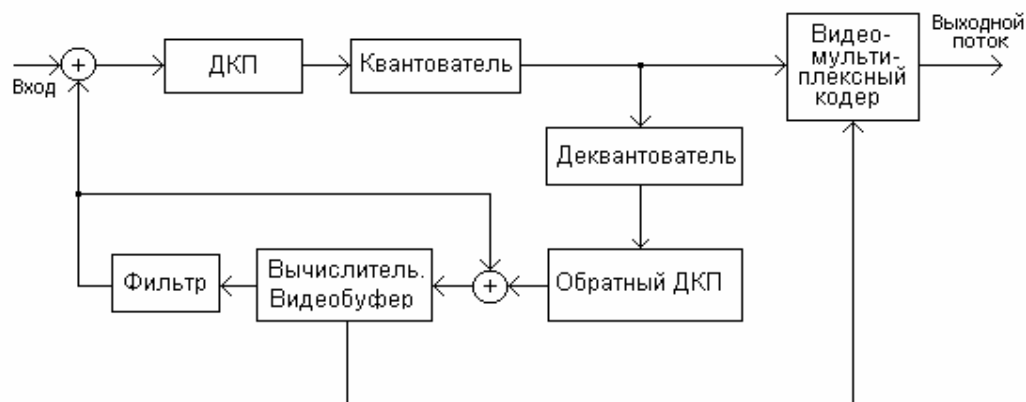 Вход
+
ДКП
Квантователь
Видео-
мульти-
плексный
кодер
Выходной
поток
Деквантователь
Обратный ДКП
+
Вычислитель.
Видеобуфер
Фильтр